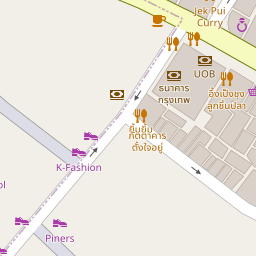 Jek Pui
Curry
UOB
ธนาคาร
กรุงเทพ
อึ้งเป็งชุง
ลูกชิ้นปลา
ยิ้มยิ้ม
ภัตตาคาร
ตั้งใจอยู่
K-Fashion
Piners